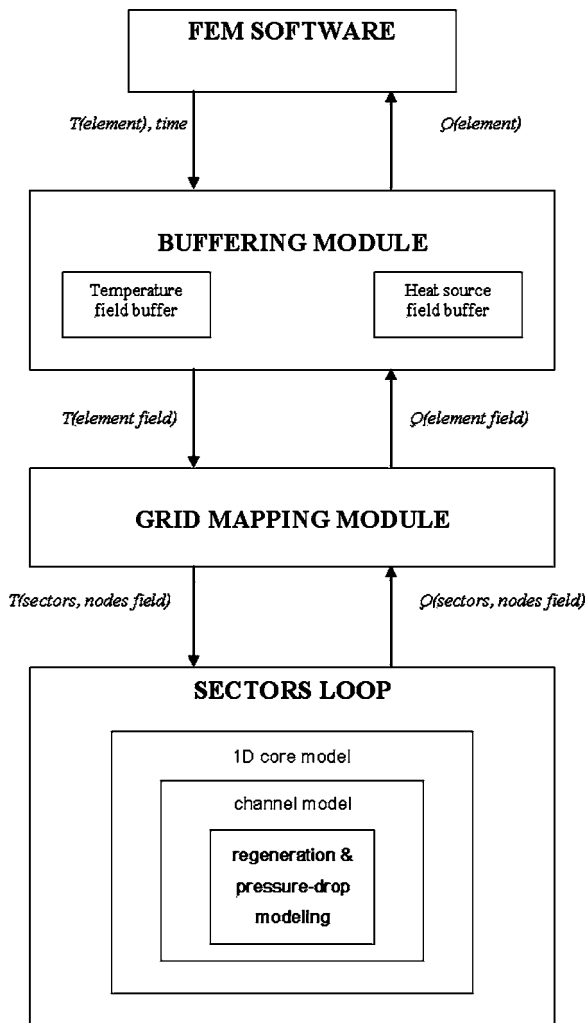 FEM SOFTWARE
T(element), time
Q(element)
BUFFERING MODULE
Temperature
field buffer
Heat source
field buffer
T(element field)
Q(element field)
GRID MAPPING MODULE
T(sectors, nodes field)
Q(sectors, nodes field)
SECTORS LOOP
1D core model
channel model
regeneration &
pressure-drop
modeling